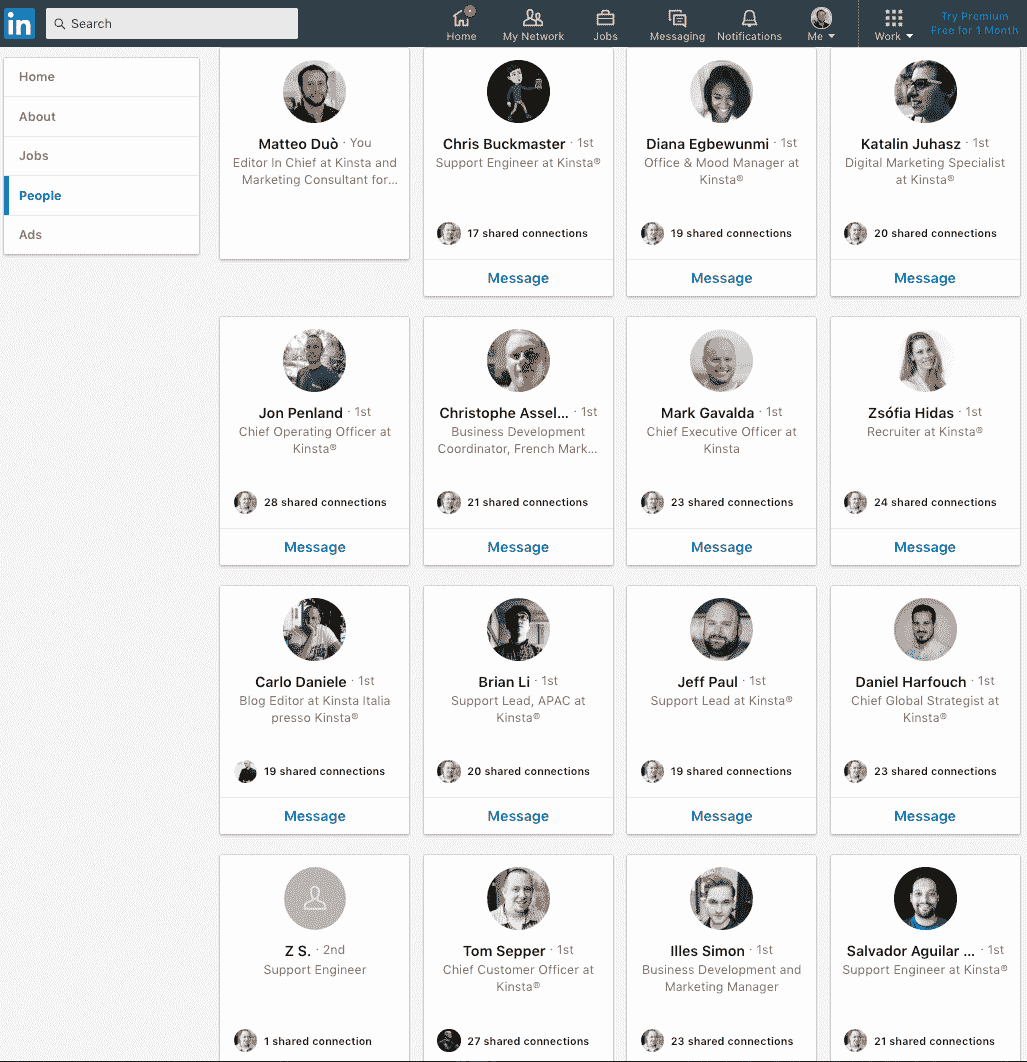 in
Search
Home
My Network
Jobs
Messaging
Notifications
Me
Work
Try Premium
Free for 1 Month
Home
About
Jobs
People
Ads
Matteo Duò · You
Editor In Chief at Kinsta and
Marketing Consultant for...
Chris Buckmaster · 1st
Support Engineer at Kinsta®
17 shared connections
Message
Diana Egbewunmi · 1st
Office & Mood Manager at
Kinsta®
19 shared connections
Message
Katalin Juhasz · 1st
Digital Marketing Specialist
at Kinsta®
20 shared connections
Message
Jon Penland · 1st
Chief Operating Officer at
Kinsta®
28 shared connections
Message
Christophe Assel... · 1st
Business Development
Coordinator, French Mark...
21 shared connections
Message
Mark Gavalda · 1st
Chief Executive Officer at
Kinsta
23 shared connections
Message
Zsófia Hidas · 1st
Recruiter at Kinsta®
24 shared connections
Message
Carlo Daniele · 1st
Blog Editor at Kinsta Italia
presso Kinsta®
19 shared connections
Message
Brian Li · 1st
Support Lead, APAC at
Kinsta®
20 shared connections
Message
Jeff Paul · 1st
Support Lead at Kinsta®
19 shared connections
Message
Daniel Harfouch · 1st
Chief Global Strategist at
Kinsta®
23 shared connections
Message
Z S. · 2nd
Support Engineer
1 shared connection
Tom Sepper · 1st
Chief Customer Officer at
Kinsta®
27 shared connections
Illes Simon · 1st
Business Development and
Marketing Manager
23 shared connections
Salvador Aguilar ... · 1st
Support Engineer at Kinsta®
21 shared connections